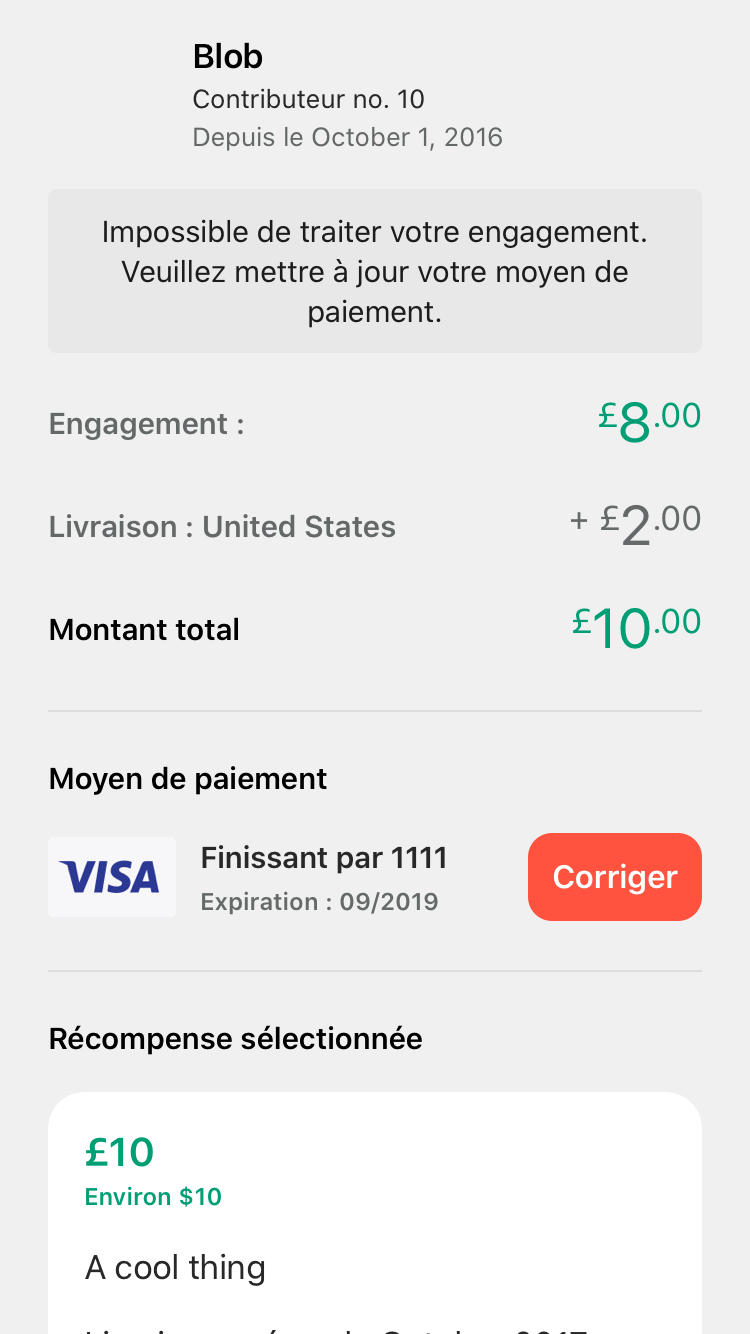 Blob
Contributeur no. 10
Depuis le October 1, 2016
Impossible de traiter votre engagement.
Veuillez mettre à jour votre moyen de
paiement.
Engagement : £8.00
Livraison : United States + £2.00
Montant total £10.00
Moyen de paiement
VISA
Finissant par 1111
Expiration : 09/2019
Corriger
Récompense sélectionnée
£10
Environ $10
A cool thing